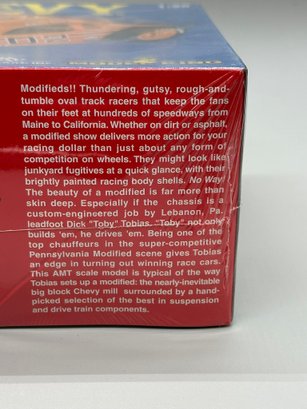 Modifieds!! Thundering, gutsy, rough-and-
tumble oval track racers that keep the fans
on their feet at hundreds of speedways from
Maine to California. Whether on dirt or asphalt,
a modified show delivers more action for your
racing dollar than just about any form of
competition on wheels. They might look like
junkyard fugitives at a quick glance, with their
brightly painted racing body shells. No Way!
The beauty of a modified is far more than
skin deep. Especially if the chassis is a
custom-engineered job by Lebanon, Pa.
leadfoot Dick "Toby" Tobias. "Toby" not only
builds 'em, he drives 'em. Being one of the
top chauffeurs in the super-competitive
Pennsylvania Modified scene gives Tobias
an edge in turning out winning race cars.
This AMT scale model is typical of the way
Tobias sets up a modified: the nearly-inevitable
big block Chevy mill surrounded by a hand-
picked selection of the best in suspension
and drive train components.